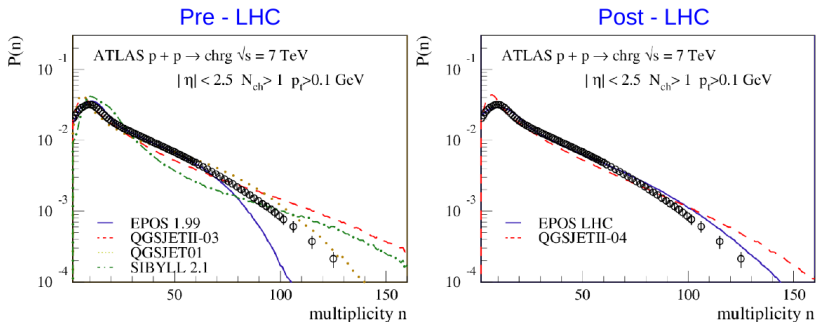 Pre - LHC
P(n)
ATLAS p + p → chrg √s = 7 TeV
| η| < 2.5 N_ch > 1 p_t>0.1 GeV
10^-1
10^-2
10^-3
10^-4
EPOS 1.99
QGSJETII-03
QGSJET01
SIBYLL 2.1
50 100 150
multiplicity n
Post - LHC
P(n)
ATLAS p + p → chrg √s = 7 TeV
| η| < 2.5 N_ch > 1 p_t>0.1 GeV
10^-1
10^-2
10^-3
10^-4
EPOS LHC
QGSJETII-04
50 100 150
multiplicity n